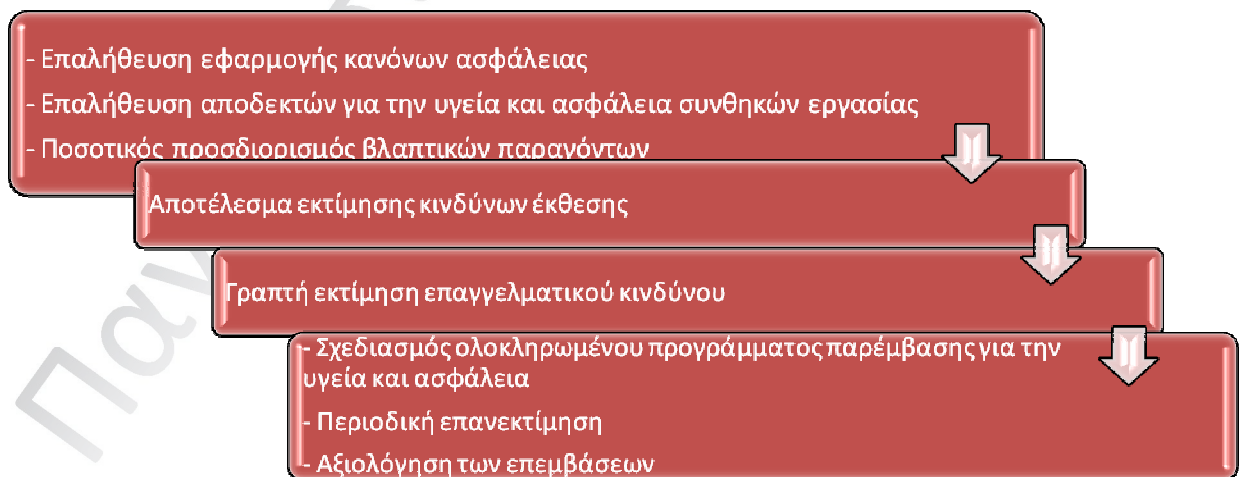 - Επαλήθευση εφαρμογής κανόνων ασφάλειας
- Επαλήθευση αποδεκτών για την υγεία και ασφάλεια συνθηκών εργασίας
- Ποσοτικός προσδιορισμός βλαπτικών παραγόντων
Αποτέλεσμα εκτίμησης κινδύνων έκθεσης
Γραπτή εκτίμηση επαγγελματικού κινδύνου
- Σχεδιασμός ολοκληρωμένου προγράμματος παρέμβασης για την
υγεία και ασφάλεια
- Περιοδική επανεκτίμηση
- Αξιολόγηση των επεμβάσεων